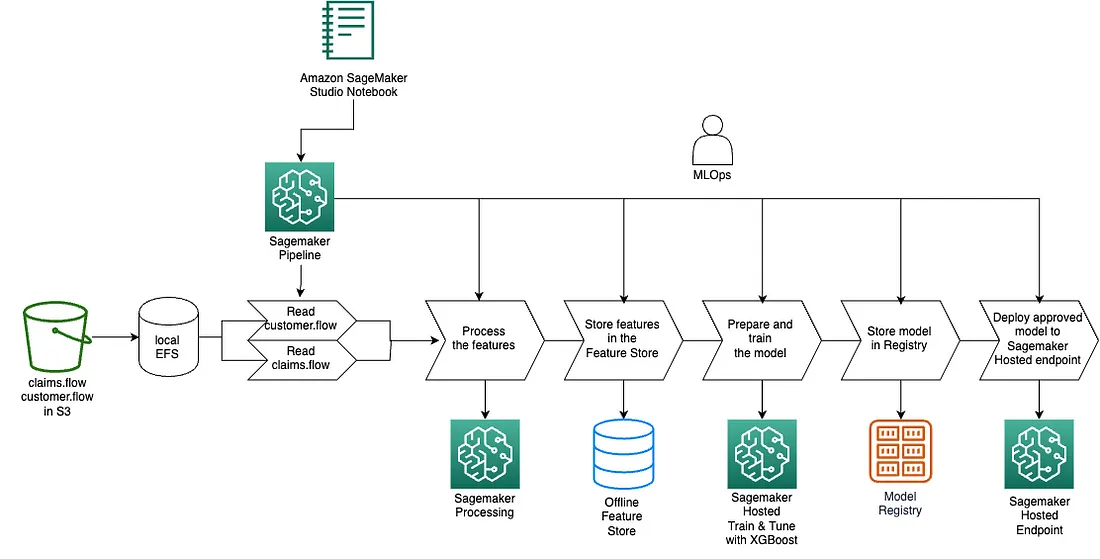 Amazon SageMaker
Studio Notebook
MLOps
Sagemaker
Pipeline
claims.flow
customer.flow
in S3
local
EFS
Read
customer.flow
Read
claims.flow
Process
the features
Store features
in the
Feature Store
Prepare and
train
the model
Store model
in Registry
Deploy approved
model to
Sagemaker
Hosted endpoint
Sagemaker
Processing
Offline
Feature
Store
Sagemaker
Hosted
Train & Tune
with XGBoost
Model
Registry
Sagemaker
Hosted
Endpoint